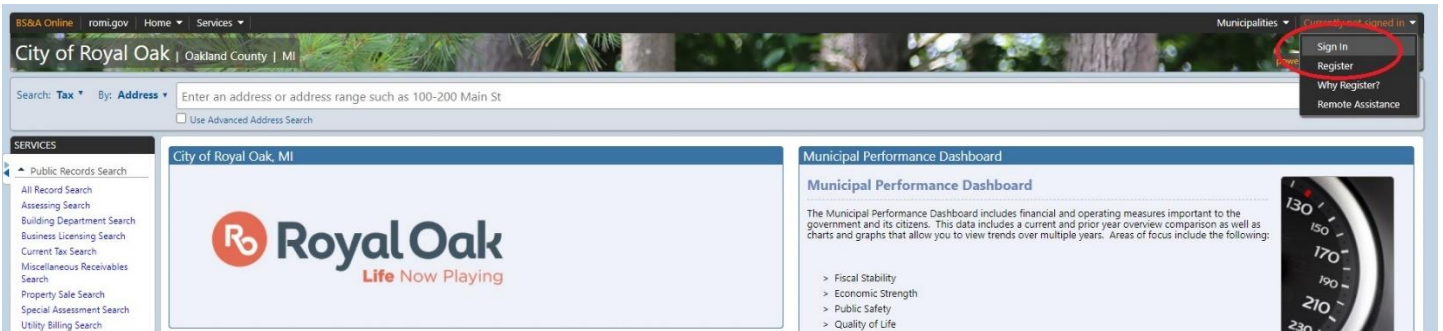 BS&A Online romi.gov Home Services Municipalities Currently not signed in
City of Royal Oak | Oakland County | MI
Sign In
Register
Why Register?
Remote Assistance
Search: Tax By: Address Enter an address or address range such as 100-200 Main St
Use Advanced Address Search
SERVICES
Public Records Search
All Record Search
Assessing Search
Building Department Search
Business Licensing Search
Current Tax Search
Miscellaneous Receivables
Search
Property Sale Search
Special Assessment Search
Utility Billing Search
City of Royal Oak, MI
Ro Royal Oak
Life Now Playing
Municipal Performance Dashboard
Municipal Performance Dashboard
The Municipal Performance Dashboard includes financial and operating measures important to the
government and its citizens. This data includes a current and prior year overview comparison as well as
charts and graphs that allow you to view trends over multiple years. Areas of focus include the following:
> Fiscal Stability
> Economic Strength
> Public Safety
> Quality of Life
130
150
170
190
210
230